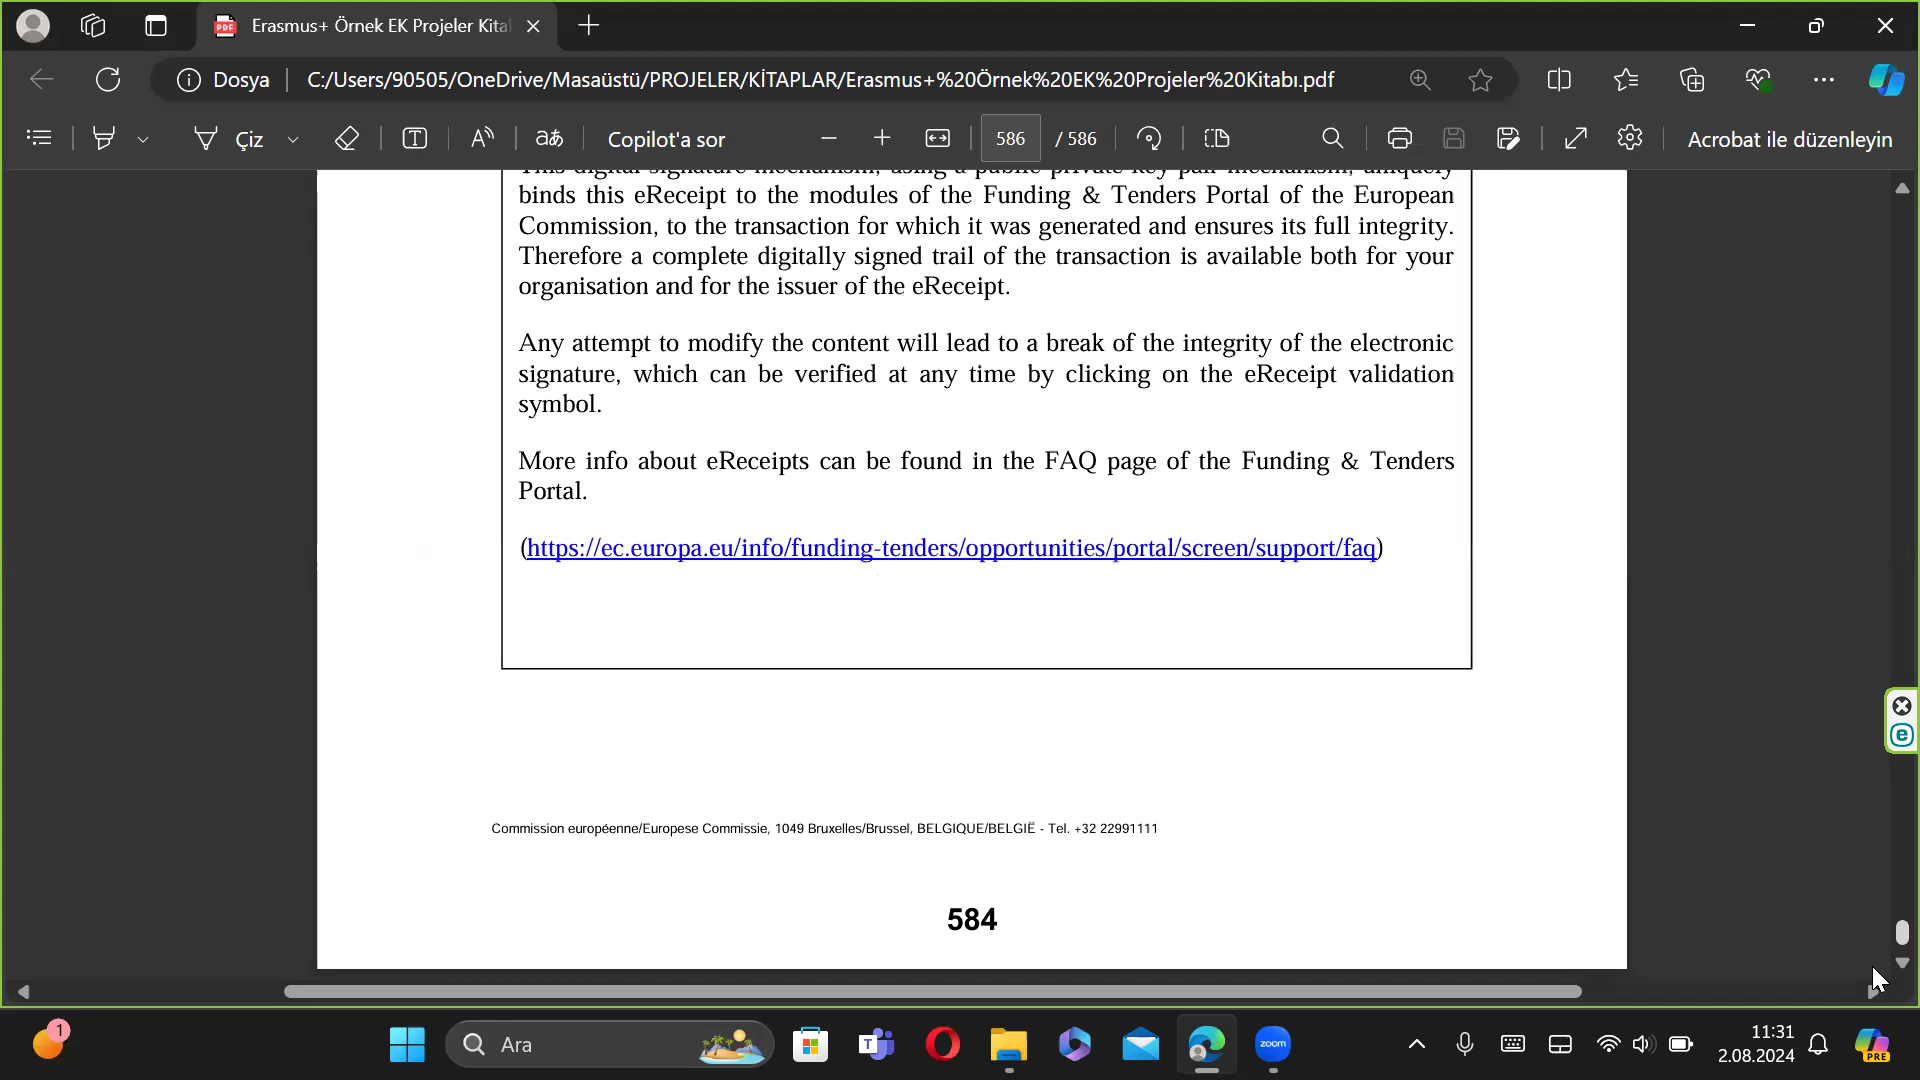 Erasmus+ Örnek EK Projeler Kital
Dosya
C:/Users/90505/OneDrive/Masaüstü/PROJELER/KİTAPLAR/Erasmus+%20Örnek%20EK%20Projeler%20Kitabı.pdf
Çiz
aあ
Copilot'a sor
586 / 586
Acrobat ile düzenleyin
This digital signature mechanism, using a public-private key pair mechanism, uniquely
binds this eReceipt to the modules of the Funding & Tenders Portal of the European
Commission, to the transaction for which it was generated and ensures its full integrity.
Therefore a complete digitally signed trail of the transaction is available both for your
organisation and for the issuer of the eReceipt.
Any attempt to modify the content will lead to a break of the integrity of the electronic
signature, which can be verified at any time by clicking on the eReceipt validation
symbol.
More info about eReceipts can be found in the FAQ page of the Funding & Tenders
Portal.
(https://ec.europa.eu/info/funding-tenders/opportunities/portal/screen/support/faq)
Commission européenne/Europese Commissie, 1049 Bruxelles/Brussel, BELGIQUE/BELGIË - Tel. +32 22991111
584
1
Ara
zoom
11:31
2.08.2024
PRE